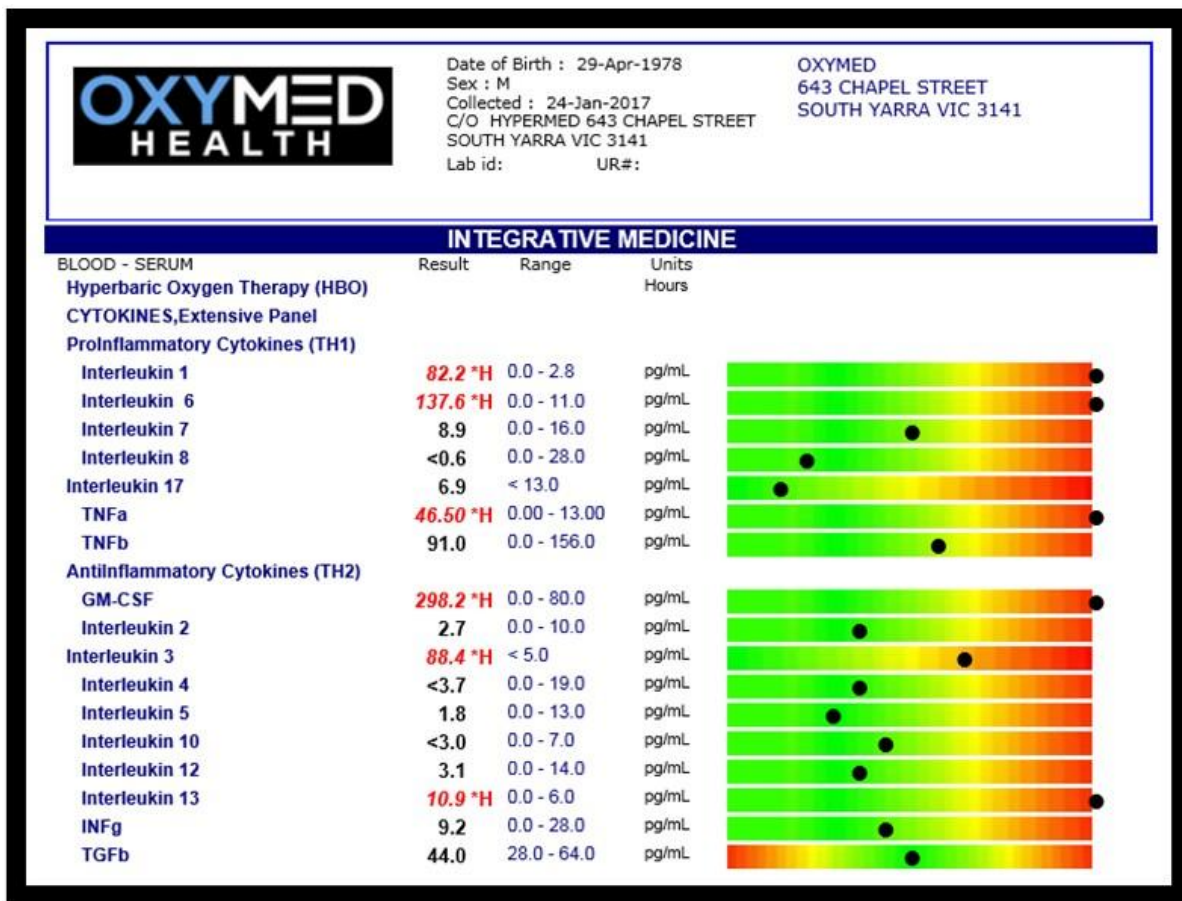 OXYMED
HEALTH
Date of Birth : 29-Apr-1978
Sex : M
Collected : 24-Jan-2017
C/O HYPERMED 643 CHAPEL STREET
SOUTH YARRA VIC 3141
Lab id: UR#:
OXYMED
643 CHAPEL STREET
SOUTH YARRA VIC 3141
INTEGRATIVE MEDICINE
BLOOD - SERUM Result Range Units
Hyperbaric Oxygen Therapy (HBO) Hours
CYTOKINES,Extensive Panel
ProInflammatory Cytokines (TH1)
Interleukin 1 82.2 *H 0.0 - 2.8 pg/mL
Interleukin 6 137.6 *H 0.0 - 11.0 pg/mL
Interleukin 7 8.9 0.0 - 16.0 pg/mL
Interleukin 8 <0.6 0.0 - 28.0 pg/mL
Interleukin 17 6.9 < 13.0 pg/mL
TNFa 46.50 *H 0.00 - 13.00 pg/mL
TNFb 91.0 0.0 - 156.0 pg/mL
AntiInflammatory Cytokines (TH2)
GM-CSF 298.2 *H 0.0 - 80.0 pg/mL
Interleukin 2 2.7 0.0 - 10.0 pg/mL
Interleukin 3 88.4 *H < 5.0 pg/mL
Interleukin 4 <3.7 0.0 - 19.0 pg/mL
Interleukin 5 1.8 0.0 - 13.0 pg/mL
Interleukin 10 <3.0 0.0 - 7.0 pg/mL
Interleukin 12 3.1 0.0 - 14.0 pg/mL
Interleukin 13 10.9 *H 0.0 - 6.0 pg/mL
INFg 9.2 0.0 - 28.0 pg/mL
TGFb 44.0 28.0 - 64.0 pg/mL